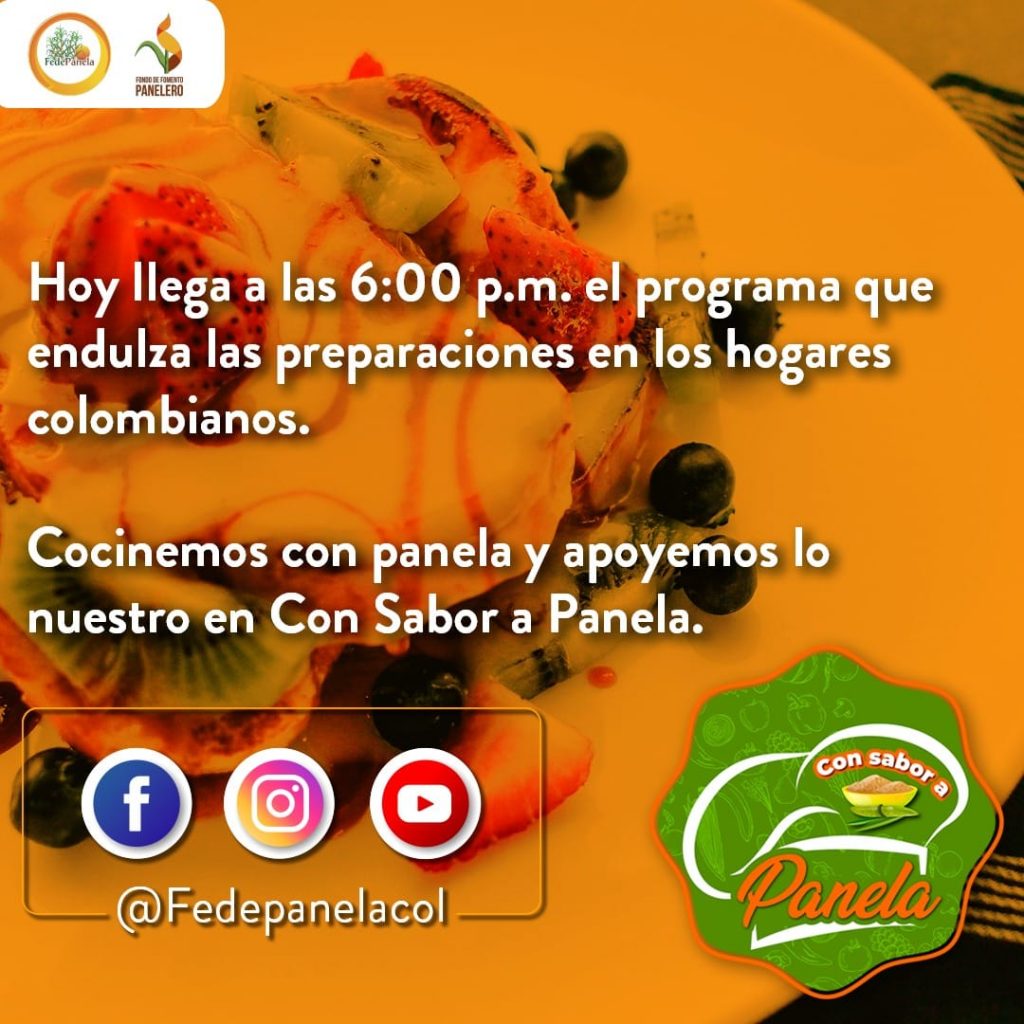 FedePanela
FONDO DE FOMENTO
PANELERO
Hoy llega a las 6:00 p.m. el programa que
endulza las preparaciones en los hogares
colombianos.
Cocinemos con panela y apoyemos lo
nuestro en Con Sabor a Panela.
@Fedepanelacol
Con sabor a
Panela